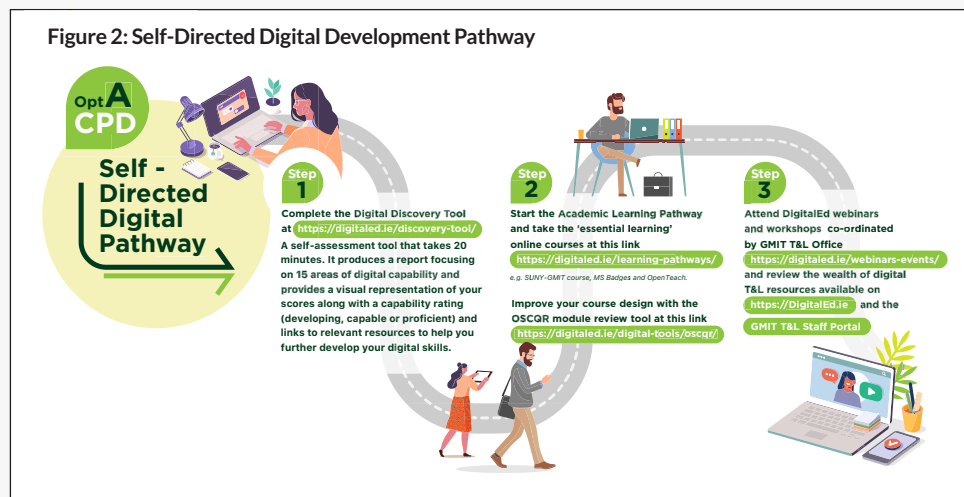 Figure 2: Self-Directed Digital Development Pathway
Opt A
CPD
Self -
Directed
Digital
Pathway
Step
1
Complete the Digital Discovery Tool
at https://digitaled.ie/discovery-tool/
A self-assessment tool that takes 20
minutes. It produces a report focusing
on 15 areas of digital capability and
provides a visual representation of your
scores along with a capability rating
(developing, capable or proficient) and
links to relevant resources to help you
further develop your digital skills.
Step
2
Start the Academic Learning Pathway
and take the ‘essential learning’
online courses at this link
https://digitaled.ie/learning-pathways/
e.g. SUNY-GMIT course, MS Badges and OpenTeach.
Improve your course design with the
OSCQR module review tool at this link
https://digitaled.ie/digital-tools/oscqr/
Step
3
Attend DigitalEd webinars
and workshops co-ordinated
by GMIT T&L Office
https://digitaled.ie/webinars-events/
and review the wealth of digital
T&L resources available on
https://DigitalEd.ie and the
GMIT T&L Staff Portal